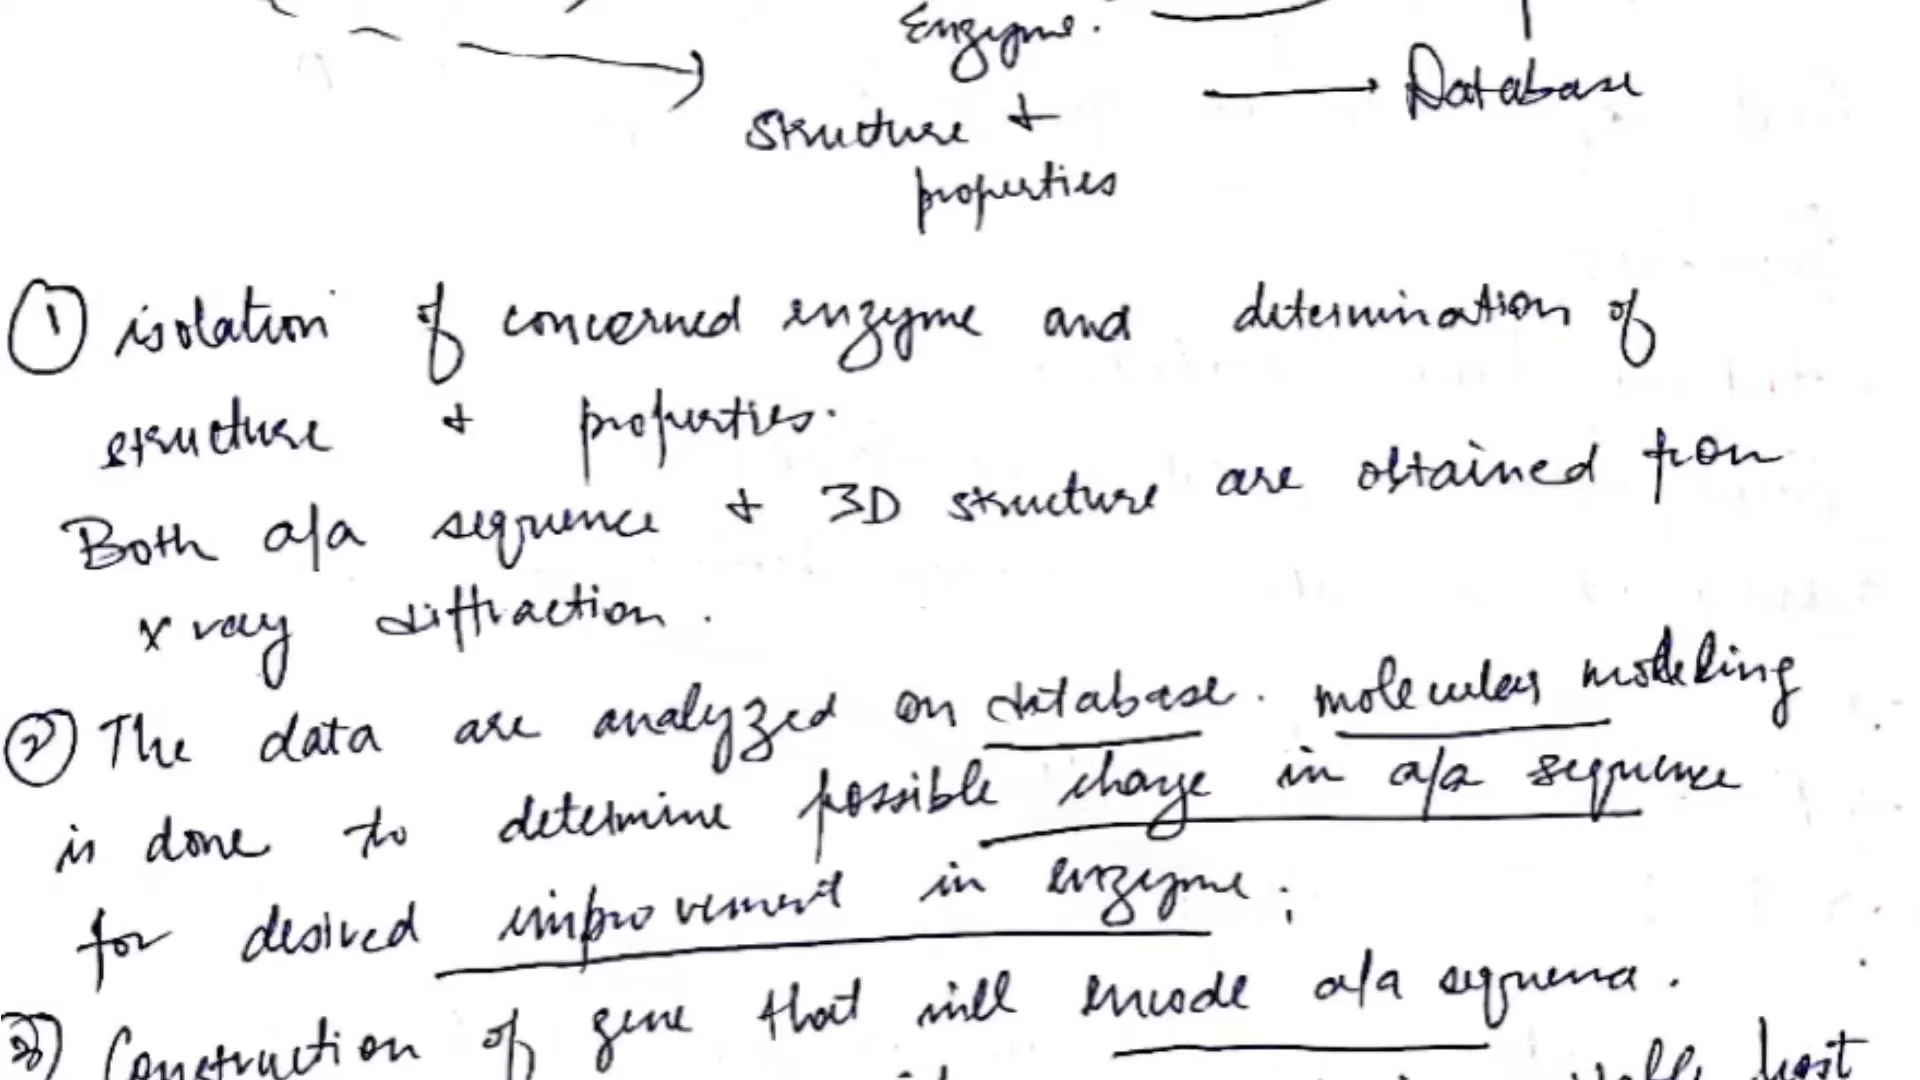 Enzyme.
Structure + → Database
properties
① isolation of concerned enzyme and determination of
structure + properties.
Both a/a sequence + 3D structure are obtained from
x ray diffraction.
② The data are analyzed on database. molecular modeling
is done to determine possible change in a/a sequence
for desired improvement in enzyme;
③ Construction of gene that will encode a/a sequence.
host